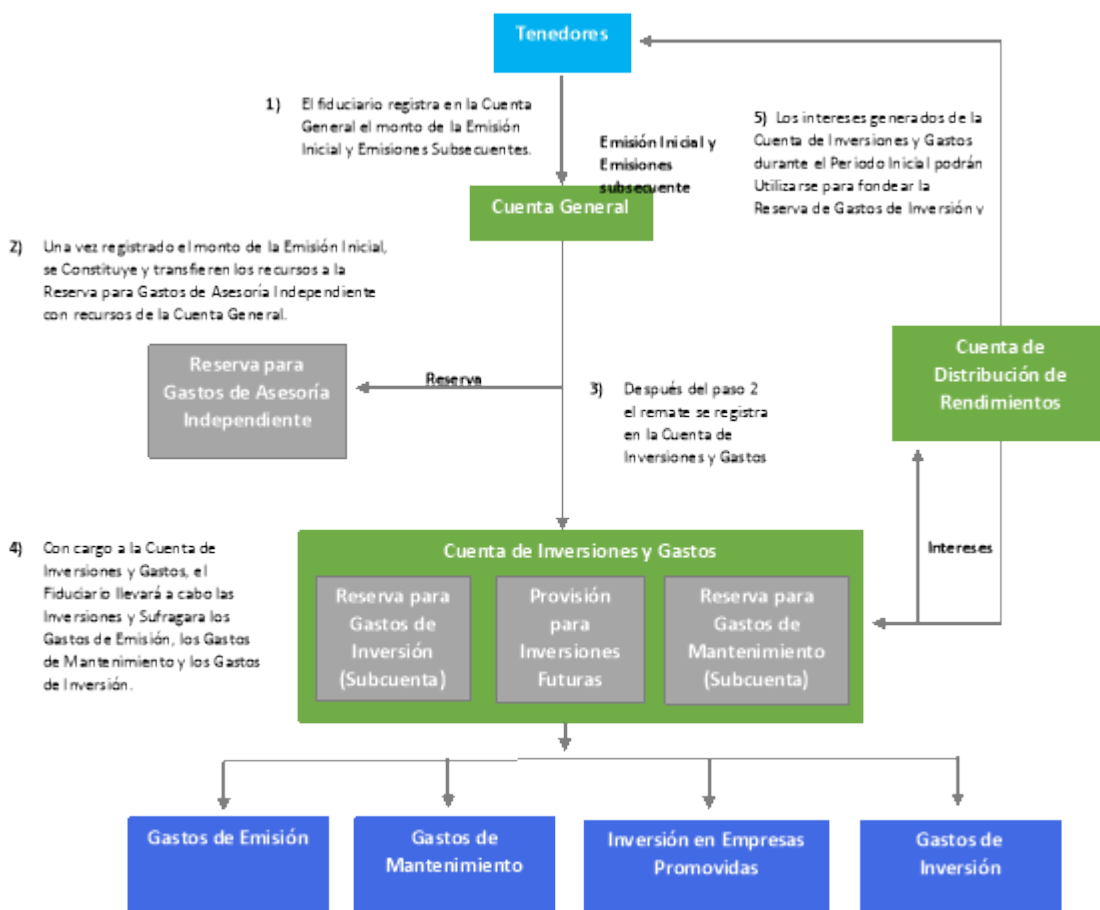 Tenedores
1) El fiduciario registra en la Cuenta
General el monto de la Emisión
Inicial y Emisiones Subsecuentes.
Emisión Inicial y
Emisiones
subsecuente
5) Los intereses generados de la
Cuenta de Inversiones y Gastos
durante el Periodo Inicial podrán
Utilizarse para fondear la
Reserva de Gastos de Inversión y
Cuenta General
2) Una vez registrado el monto de la Emisión Inicial,
se Constituye y transfieren los recursos a la
Reserva para Gastos de Asesoría Independiente
con recursos de la Cuenta General.
Reserva para
Gastos de Asesoría
Independiente
Reserva
3) Después del paso 2
el remate se registra
en la Cuenta de
Inversiones y Gastos
Cuenta de
Distribución de
Rendimientos
Intereses
4) Con cargo a la Cuenta de
Inversiones y Gastos, el
Fiduciario llevará a cabo las
Inversiones y Sufragara los
Gastos de Emisión, los Gastos
de Mantenimiento y los Gastos
de Inversión.
Cuenta de Inversiones y Gastos
Reserva para
Gastos de
Inversión
(Subcuenta)
Provisión
para
Inversiones
Futuras
Reserva para
Gastos de
Mantenimiento
(Subcuenta)
Gastos de Emisión
Gastos de
Mantenimiento
Inversión en Empresas
Promovidas
Gastos de
Inversión